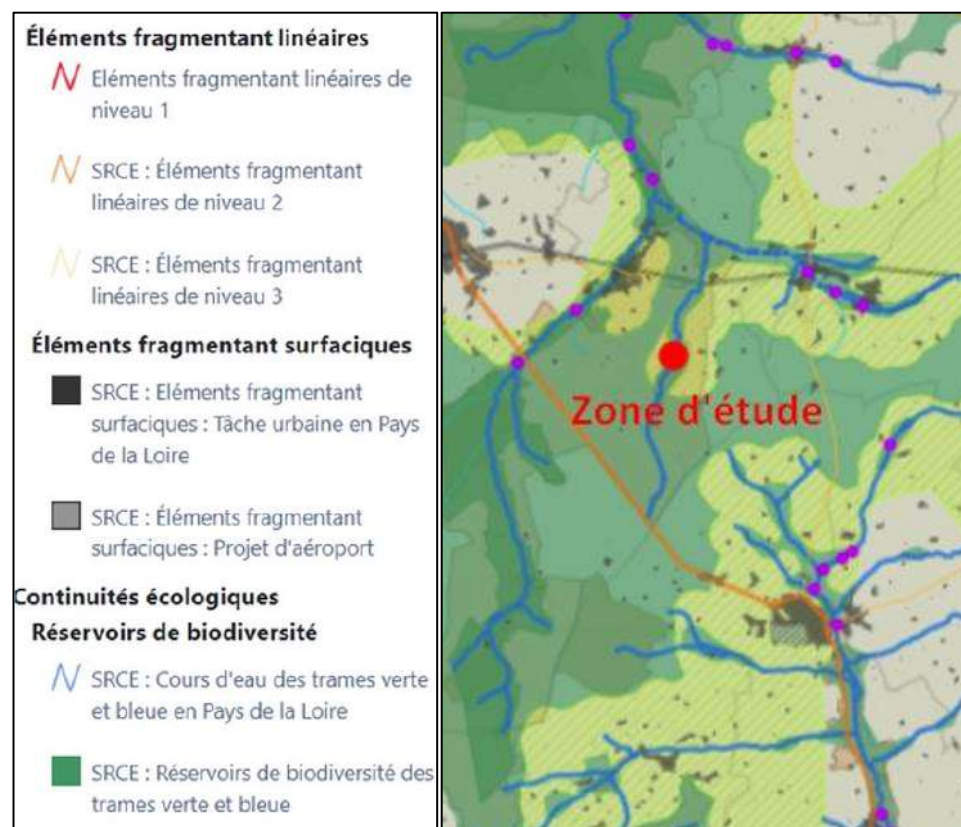 Éléments fragmentant linéaires
Eléments fragmentant linéaires de
niveau 1
SRCE : Éléments fragmentant
linéaires de niveau 2
SRCE : Éléments fragmentant
linéaires de niveau 3
Éléments fragmentant surfaciques
SRCE : Eléments fragmentant
surfaciques : Tâche urbaine en Pays
de la Loire
SRCE : Éléments fragmentant
surfaciques : Projet d'aéroport
Continuités écologiques
Réservoirs de biodiversité
SRCE : Cours d'eau des trames verte
et bleue en Pays de la Loire
SRCE : Réservoirs de biodiversité des
trames verte et bleue
Zone d'étude